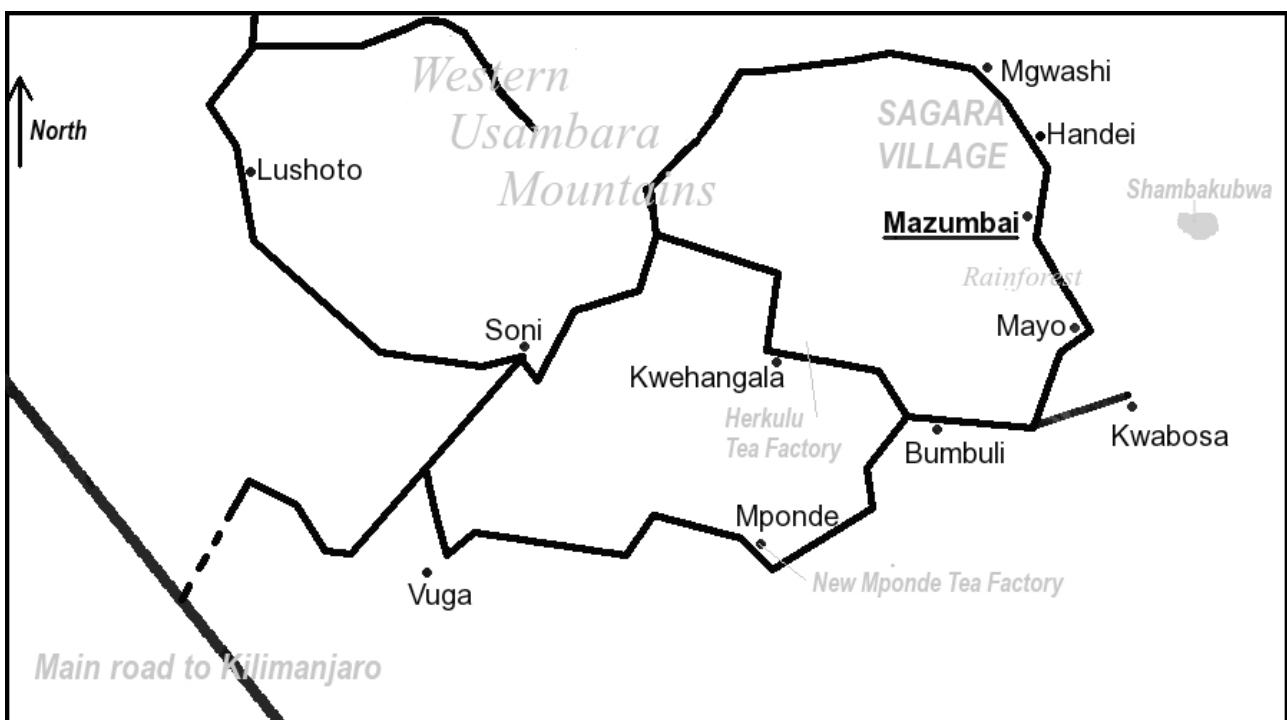 Western
Usambara
Mountains
Mgwashi
SAGARA
VILLAGE
North
Handei
Lushoto
Shambakubwa
Mazumbai
Rainforest
Mayo
Soni
Kwehangala
Herkulu
Tea Factory
Kwabosa
Bumbuli
Mponde
New Mponde Tea Factory
Vuga
Main road to Kilimanjaro